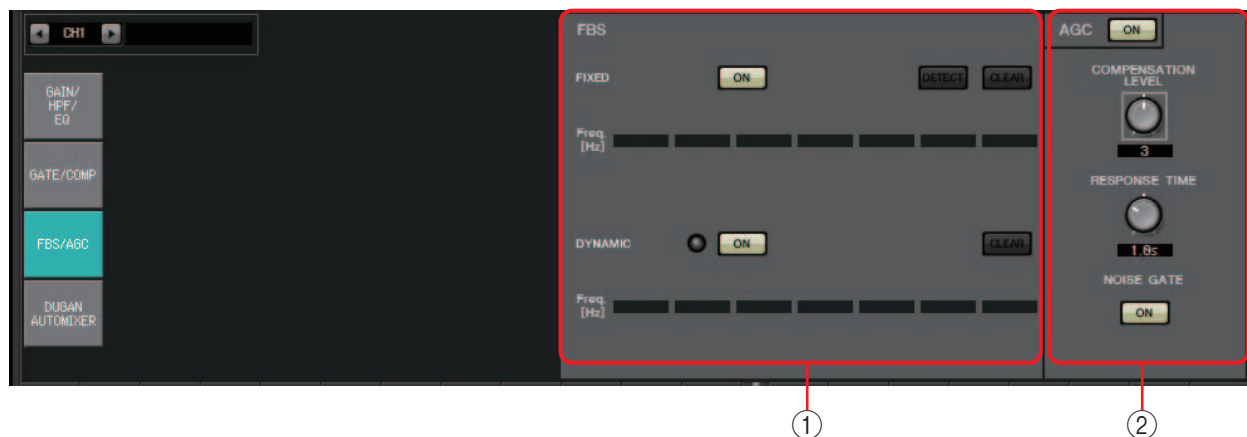 CH1
GAIN/
HPF/
EQ
GATE/COMP
FBS/AGC
DUGAN
AUTOMIXER
FBS
FIXED
ON
DETECT
CLEAR
Freq.
[Hz]
DYNAMIC
ON
CLEAR
Freq.
[Hz]
AGC
ON
COMPENSATION
LEVEL
3
RESPONSE TIME
1.0s
NOISE GATE
ON
①
②